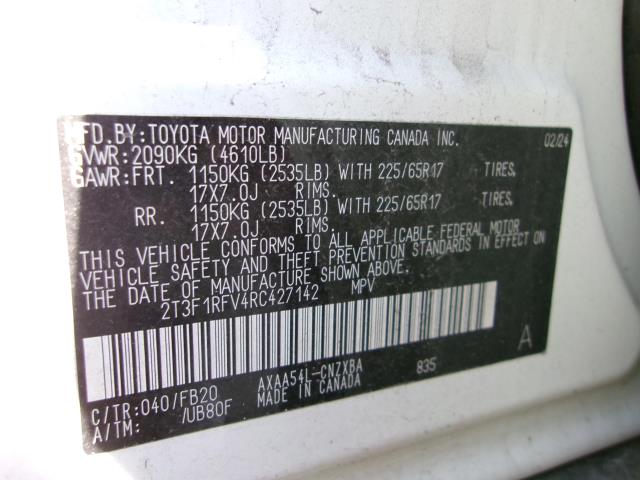 MFD.BY:TOYOTA MOTOR MANUFACTURING CANADA INC. 02/24
GVWR:2090KG (4610LB)
GAWR:FRT. 1150KG (2535LB) WITH 225/65R17 TIRES,
17X7.0J RIMS.
RR. 1150KG (2535LB) WITH 225/65R17 TIRES,
17X7.0J RIMS.
THIS VEHICLE CONFORMS TO ALL APPLICABLE FEDERAL MOTOR
VEHICLE SAFETY AND THEFT PREVENTION STANDARDS IN EFFECT ON
THE DATE OF MANUFACTURE SHOWN ABOVE.
2T3F1RFV4RC427142 MPV
A
C/TR:040/FB20 AXAA54L-CNZXBA 835
A/TM: /UB80F MADE IN CANADA